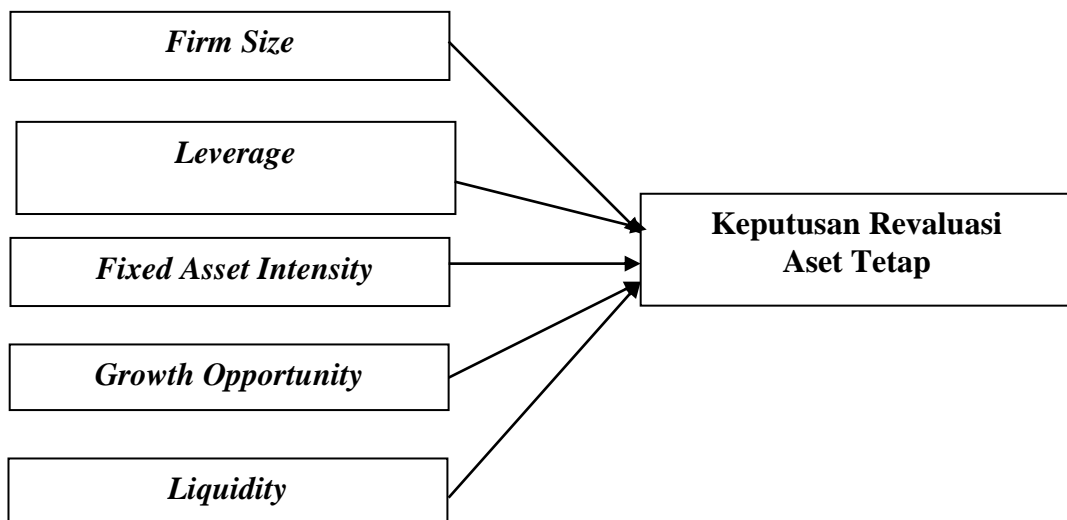 Firm Size
Leverage
Fixed Asset Intensity
Growth Opportunity
Liquidity
Keputusan Revaluasi
Aset Tetap